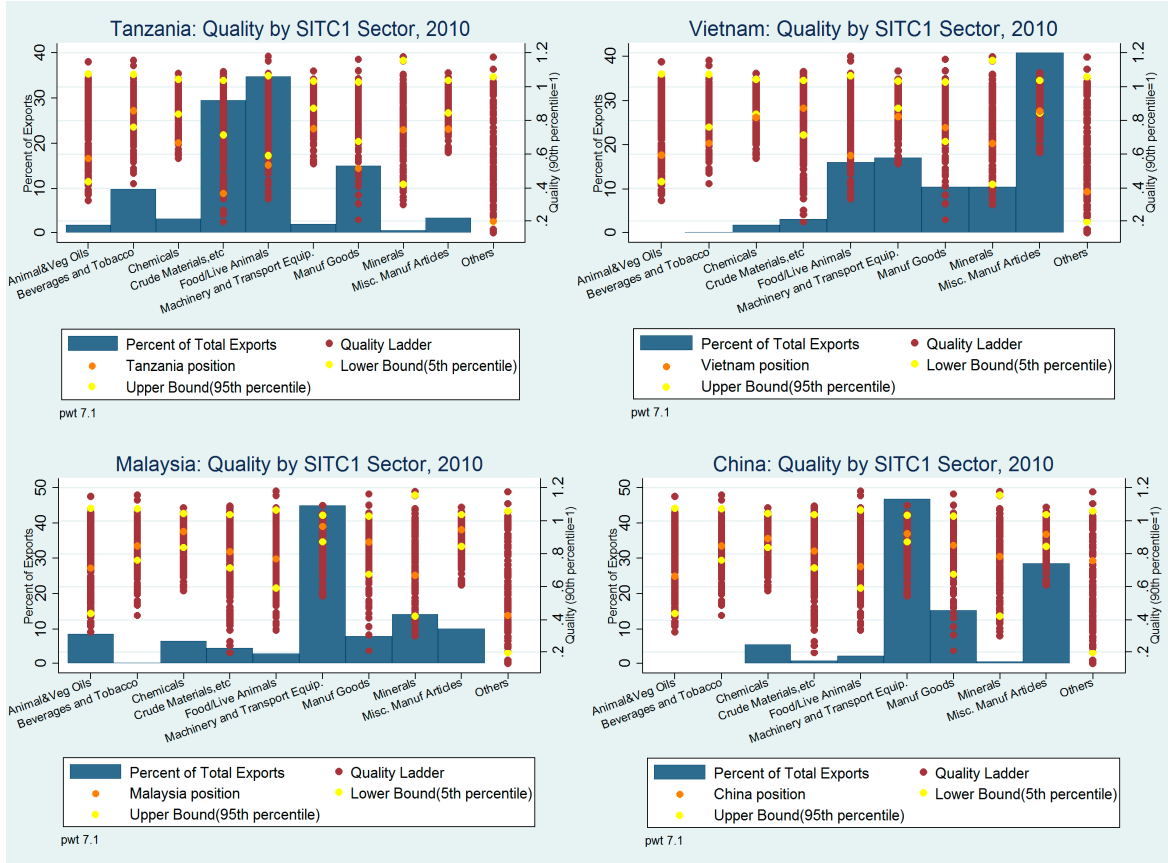 Tanzania: Quality by SITC1 Sector, 2010
Percent of Exports
0
10
20
30
40
Quality (90th percentile=1)
.2
.4
.6
.8
1
1.2
Animal&Veg Oils
Beverages and Tobacco
Chemicals
Crude Materials,etc
Food/Live Animals
Machinery and Transport Equip.
Manuf Goods
Minerals
Misc. Manuf Articles
Others
Percent of Total Exports
Quality Ladder
Tanzania position
Lower Bound(5th percentile)
Upper Bound(95th percentile)
pwt 7.1
Vietnam: Quality by SITC1 Sector, 2010
Percent of Exports
0
10
20
30
40
Quality (90th percentile=1)
.2
.4
.6
.8
1
1.2
Animal&Veg Oils
Beverages and Tobacco
Chemicals
Crude Materials,etc
Food/Live Animals
Machinery and Transport Equip.
Manuf Goods
Minerals
Misc. Manuf Articles
Others
Percent of Total Exports
Quality Ladder
Vietnam position
Lower Bound(5th percentile)
Upper Bound(95th percentile)
pwt 7.1
Malaysia: Quality by SITC1 Sector, 2010
Percent of Exports
0
10
20
30
40
50
Quality (90th percentile=1)
.2
.4
.6
.8
1
1.2
Animal&Veg Oils
Beverages and Tobacco
Chemicals
Crude Materials,etc
Food/Live Animals
Machinery and Transport Equip.
Manuf Goods
Minerals
Misc. Manuf Articles
Others
Percent of Total Exports
Quality Ladder
Malaysia position
Lower Bound(5th percentile)
Upper Bound(95th percentile)
pwt 7.1
China: Quality by SITC1 Sector, 2010
Percent of Exports
0
10
20
30
40
50
Quality (90th percentile=1)
.2
.4
.6
.8
1
1.2
Animal&Veg Oils
Beverages and Tobacco
Chemicals
Crude Materials,etc
Food/Live Animals
Machinery and Transport Equip.
Manuf Goods
Minerals
Misc. Manuf Articles
Others
Percent of Total Exports
Quality Ladder
China position
Lower Bound(5th percentile)
Upper Bound(95th percentile)
pwt 7.1